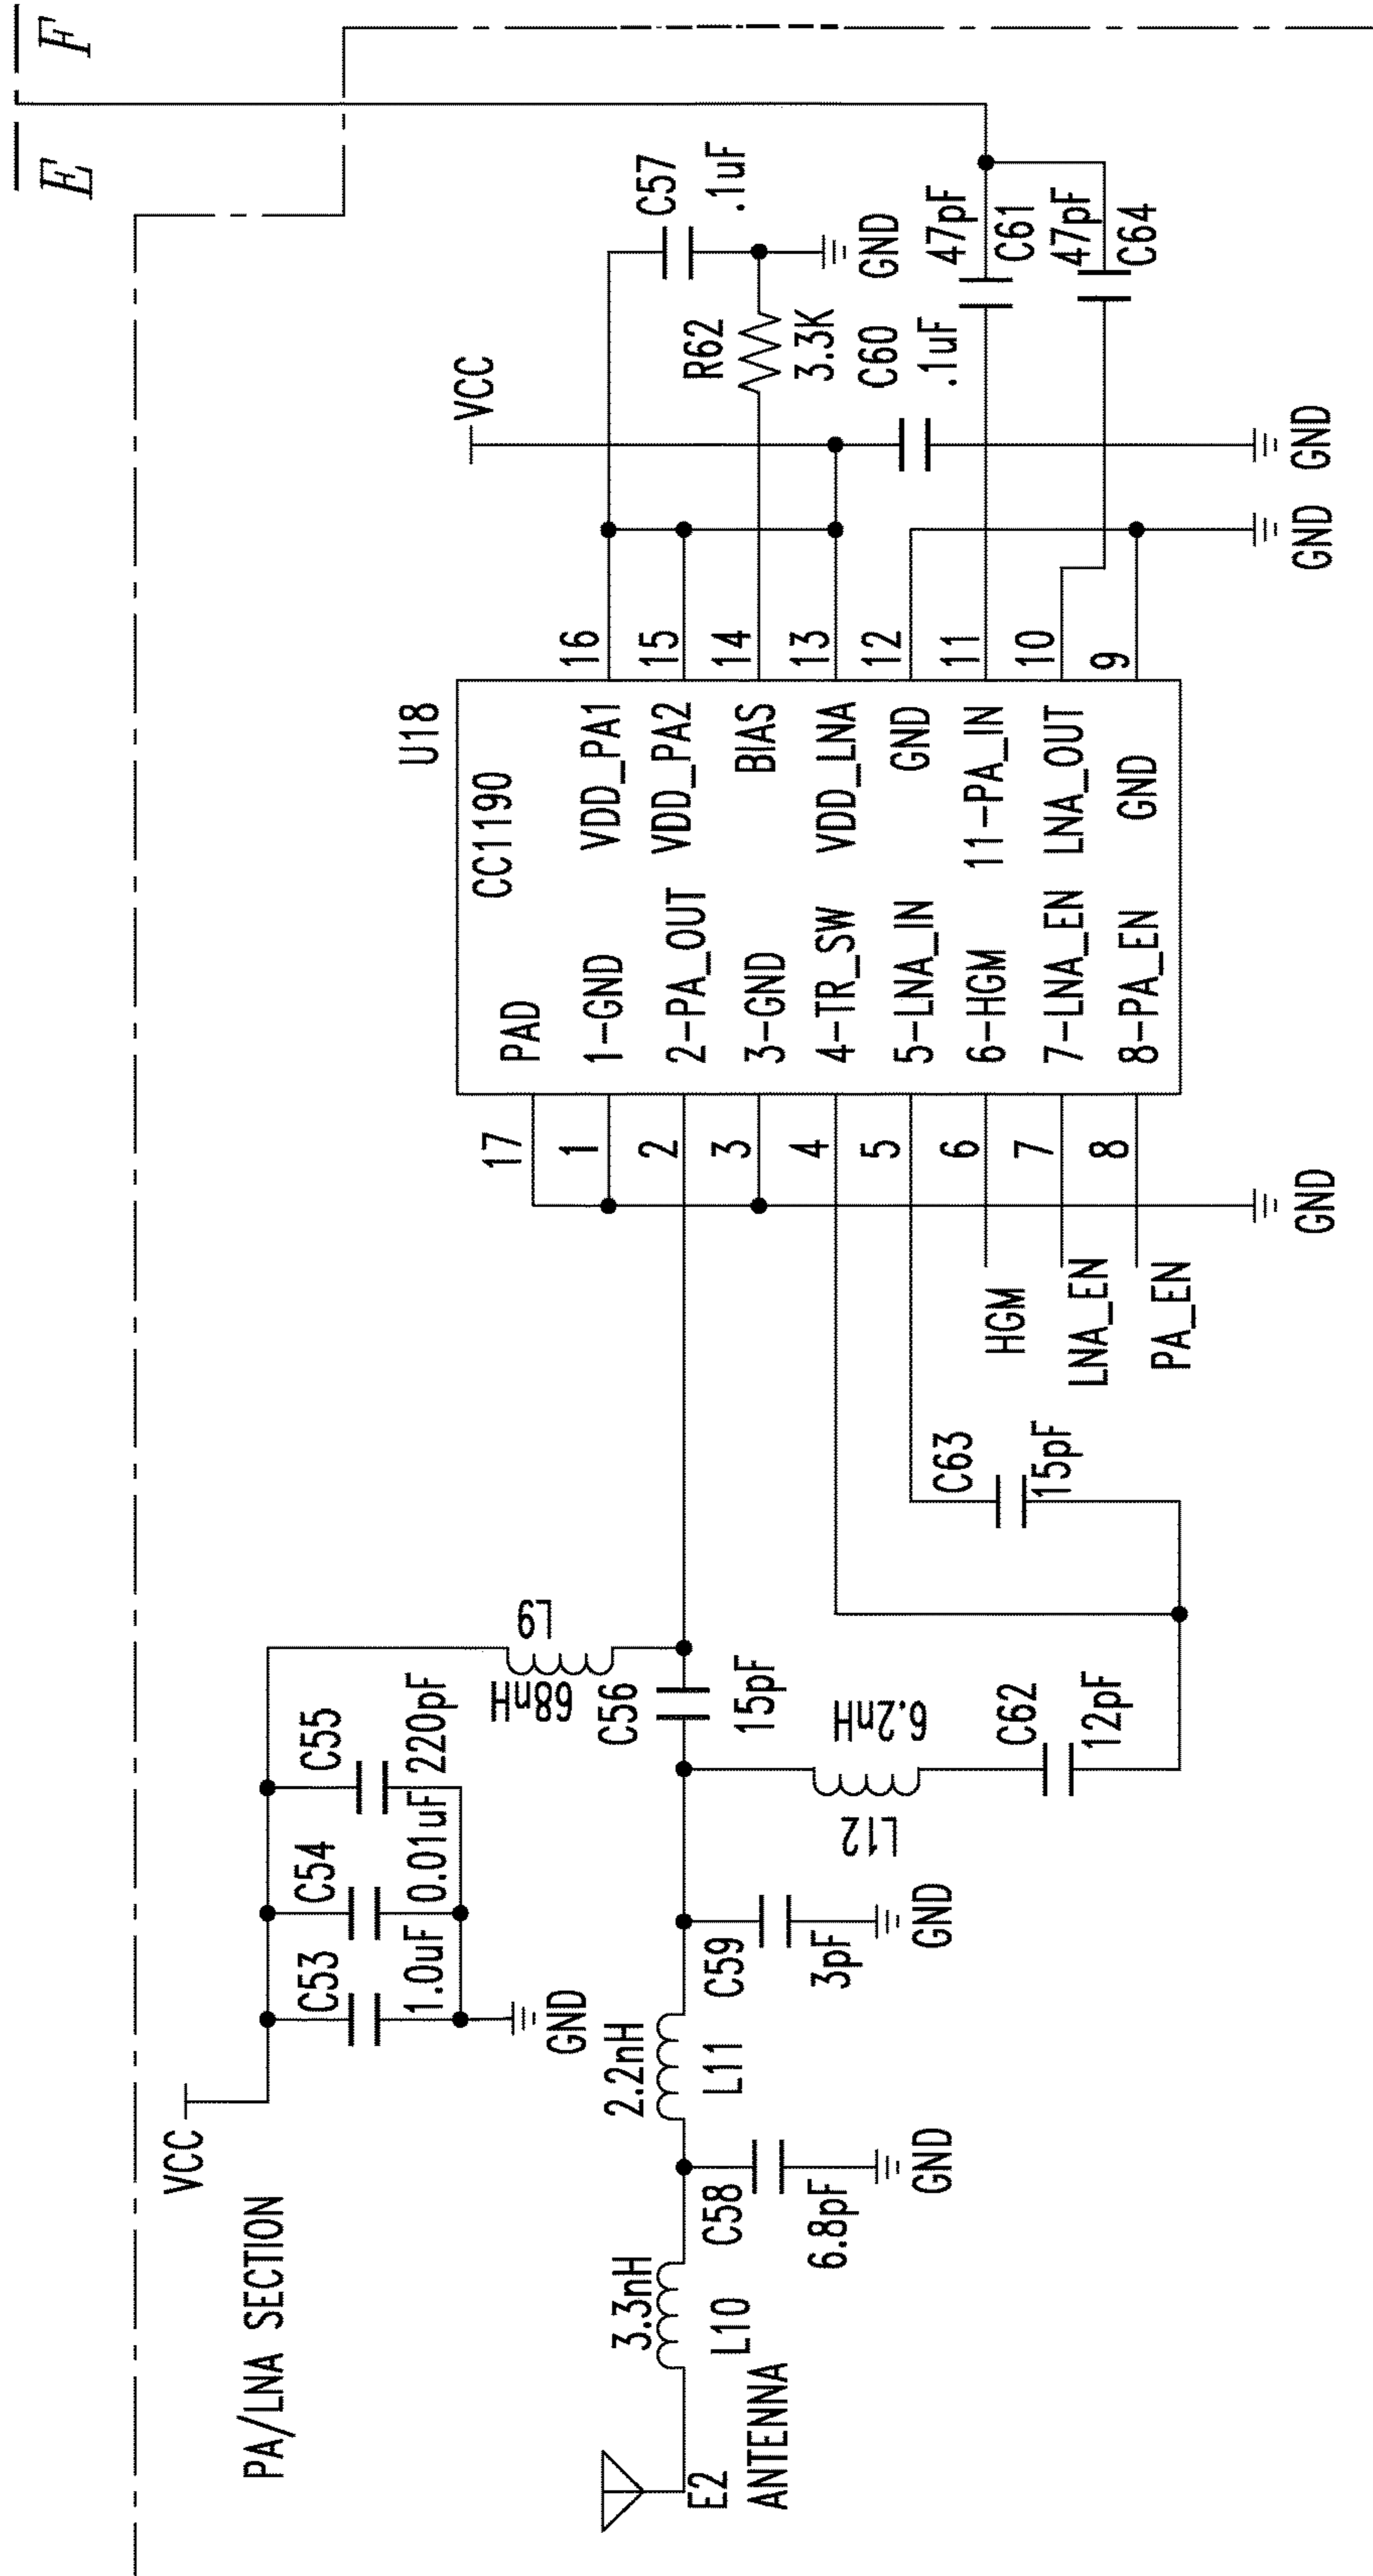 E F
PA/LNA SECTION
VCC
C53
1.0uF
C54
0.01uF
C55
220pF
GND
L9
68nH
C56
15pF
E2
ANTENNA
3.3nH
L10
C58
6.8pF
GND
2.2nH
L11
C59
3pF
GND
6.2nH
L12
C62
12pF
C63
15pF
HGM
LNA_EN
PA_EN
GND
17
1
2
3
4
5
6
7
8
U18
CC1190
PAD
1-GND VDD_PA1
2-PA_OUT VDD_PA2
3-GND BIAS
4-TR_SW VDD_LNA
5-LNA_IN GND
6-HGM 11-PA_IN
7-LNA_EN LNA_OUT
8-PA_EN GND
16
15
14
13
12
11
10
9
VCC
C57
.1uF
R62
3.3K
GND
C60
.1uF
47pF
C61
47pF
C64
GND
GND